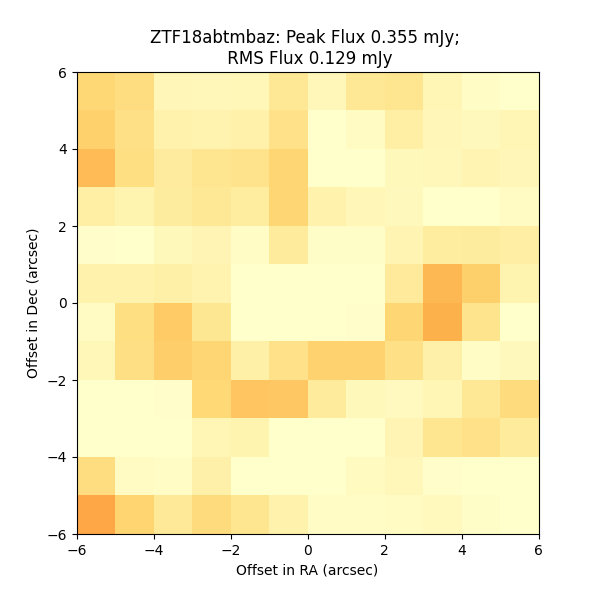 ZTF18abtmbaz: Peak Flux 0.355 mJy;
RMS Flux 0.129 mJy
6
4
2
0
−2
−4
−6
Offset in Dec (arcsec)
−6 −4 −2 0 2 4 6
Offset in RA (arcsec)